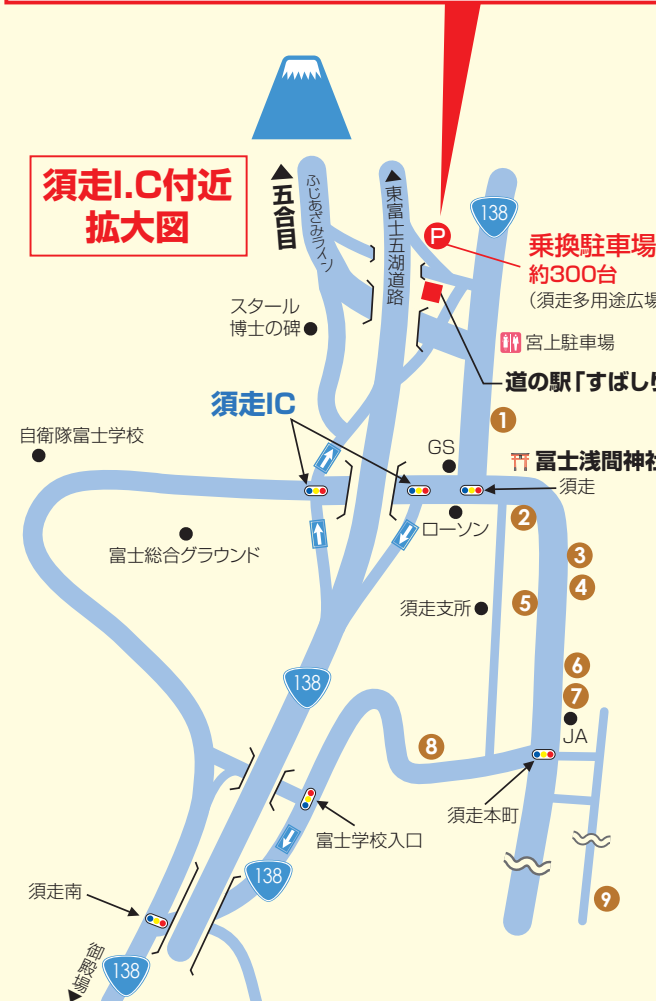 須走I.C付近
拡大図
▲五合目
ふじあざみライン
▲東富士五湖道路
P
138
乗換駐車場
約300台
(須走多用途広場
スタール
博士の碑
宮上駐車場
道の駅「すばしり
須走IC
1
自衛隊富士学校
GS
冨士浅間神社
須走
2
ローソン
富士総合グラウンド
3
4
5
須走支所
6
138
7
JA
8
須走本町
富士学校入口
138
須走南
9
御殿場
138